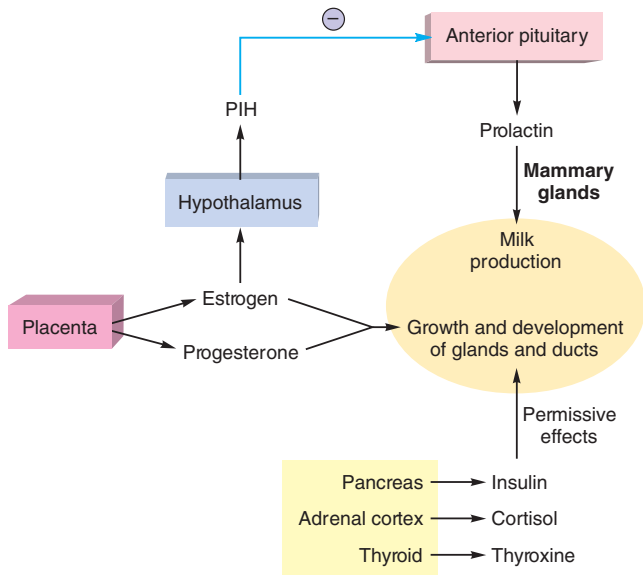 −
Anterior pituitary
PIH
Prolactin
Mammary
glands
Hypothalamus
Milk
production
Estrogen
Placenta
Growth and development
of glands and ducts
Progesterone
Permissive
effects
Pancreas
Insulin
Adrenal cortex
Cortisol
Thyroid
Thyroxine